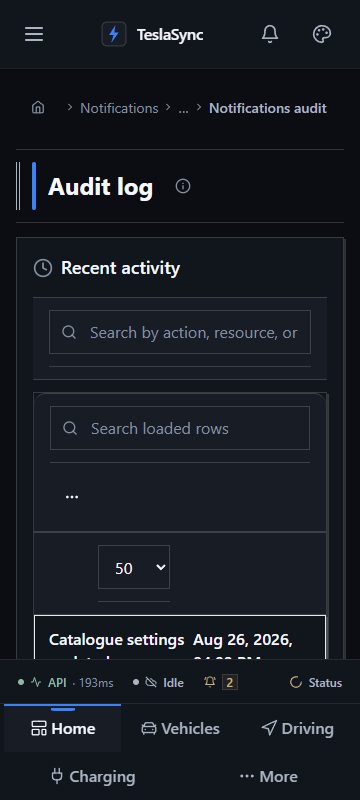 TeslaSync
Notifications ... Notifications audit
Audit log
Recent activity
Search by action, resource, or
Search loaded rows
...
50
Catalogue settings Aug 26, 2026,
API · 193ms Idle 2 Status
Home Vehicles Driving
Charging ... More